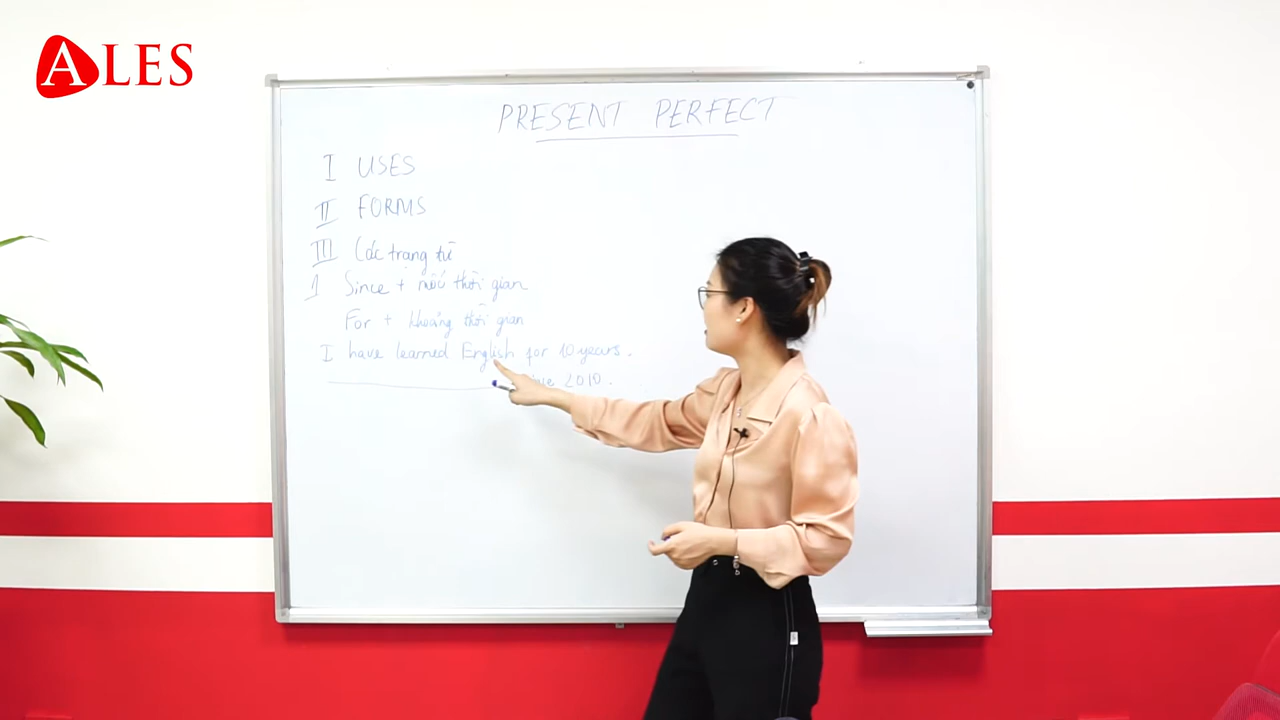 ALES
PRESENT PERFECT
I USES
II FORMS
III Các trạng từ
1 Since + mốc thời gian
For + khoảng thời gian
I have learned English for 10 years.
2010.